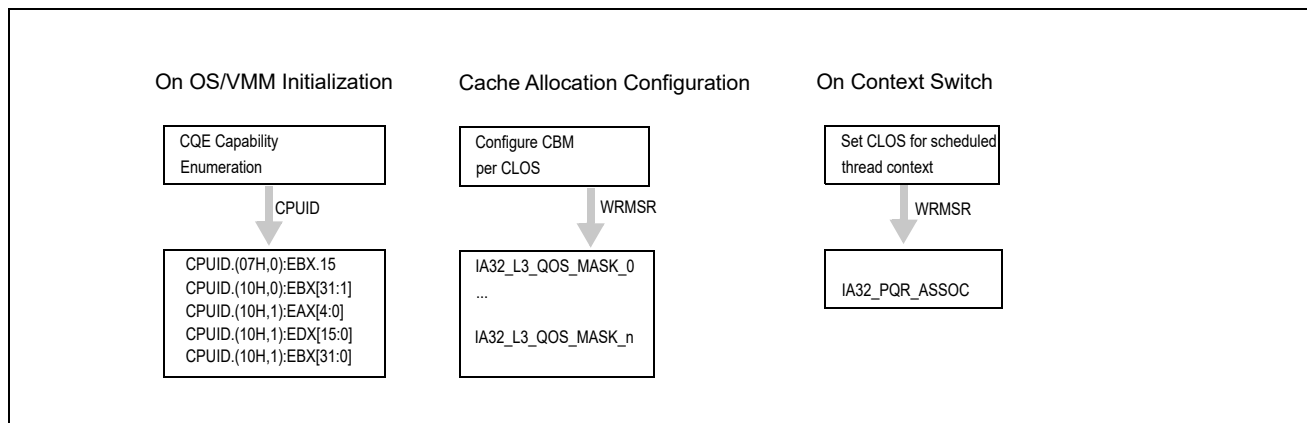 On OS/VMM Initialization
CQE Capability
Enumeration
CPUID
CPUID.(07H,0):EBX.15
CPUID.(10H,0):EBX[31:1]
CPUID.(10H,1):EAX[4:0]
CPUID.(10H,1):EDX[15:0]
CPUID.(10H,1):EBX[31:0]
Cache Allocation Configuration
Configure CBM
per CLOS
WRMSR
IA32_L3_QOS_MASK_0
...
IA32_L3_QOS_MASK_n
On Context Switch
Set CLOS for scheduled
thread context
WRMSR
IA32_PQR_ASSOC